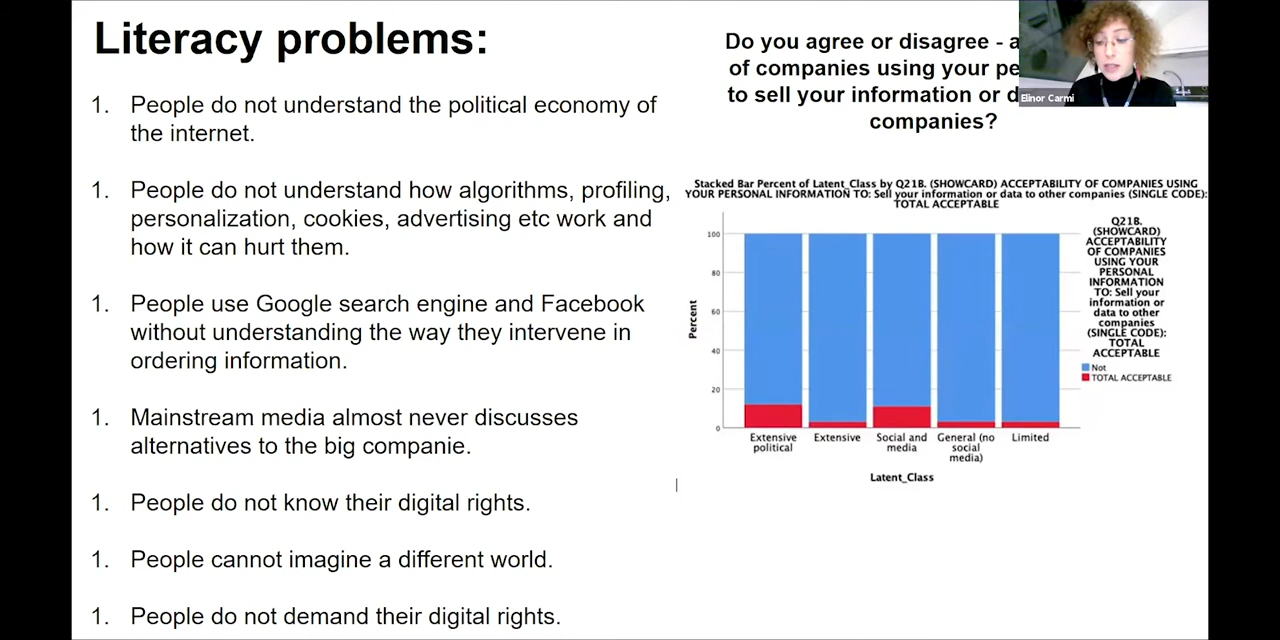 Literacy problems:
1. People do not understand the political economy of
the internet.
1. People do not understand how algorithms, profiling,
personalization, cookies, advertising etc work and
how it can hurt them.
1. People use Google search engine and Facebook
without understanding the way they intervene in
ordering information.
1. Mainstream media almost never discusses
alternatives to the big companie.
1. People do not know their digital rights.
1. People cannot imagine a different world.
1. People do not demand their digital rights.
Do you agree or disagree - a
of companies using your pe
to sell your information or d
companies?
Elinor Carmi
Stacked Bar Percent of Latent_Class by Q21B. (SHOWCARD) ACCEPTABILITY OF COMPANIES USING
YOUR PERSONAL INFORMATION TO: Sell your information or data to other companies (SINGLE CODE):
TOTAL ACCEPTABLE
Percent
100
80
60
40
20
0
Extensive
political
Extensive
Social and
media
General (no
social
media)
Limited
Latent_Class
Q21B.
(SHOWCARD)
ACCEPTABILITY
OF COMPANIES
USING YOUR
PERSONAL
INFORMATION
TO: Sell your
information or
data to other
companies
(SINGLE CODE):
TOTAL
ACCEPTABLE
Not
TOTAL ACCEPTABLE